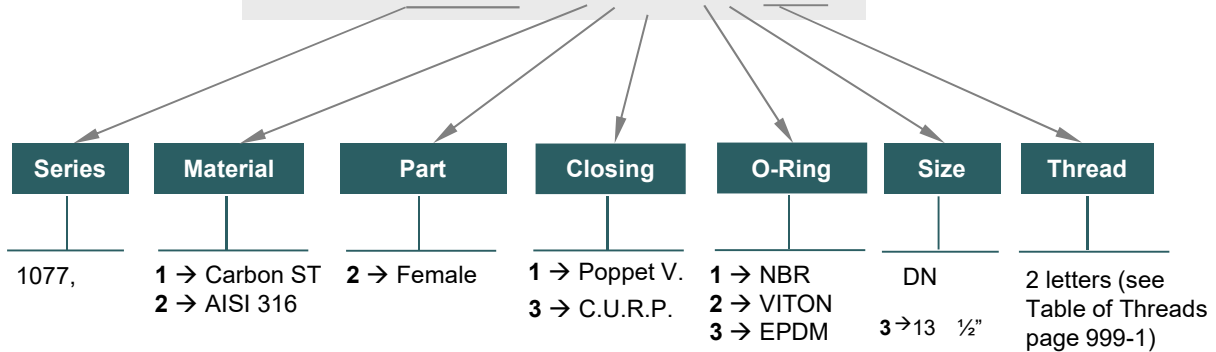 Series Material Part Closing O-Ring Size Thread
1077, 1 → Carbon ST 2 → Female 1 → Poppet V. 1 → NBR DN 2 letters (see
2 → AISI 316 3 → C.U.R.P. 2 → VITON 3 → 13 ½” Table of Threads
3 → EPDM page 999-1)